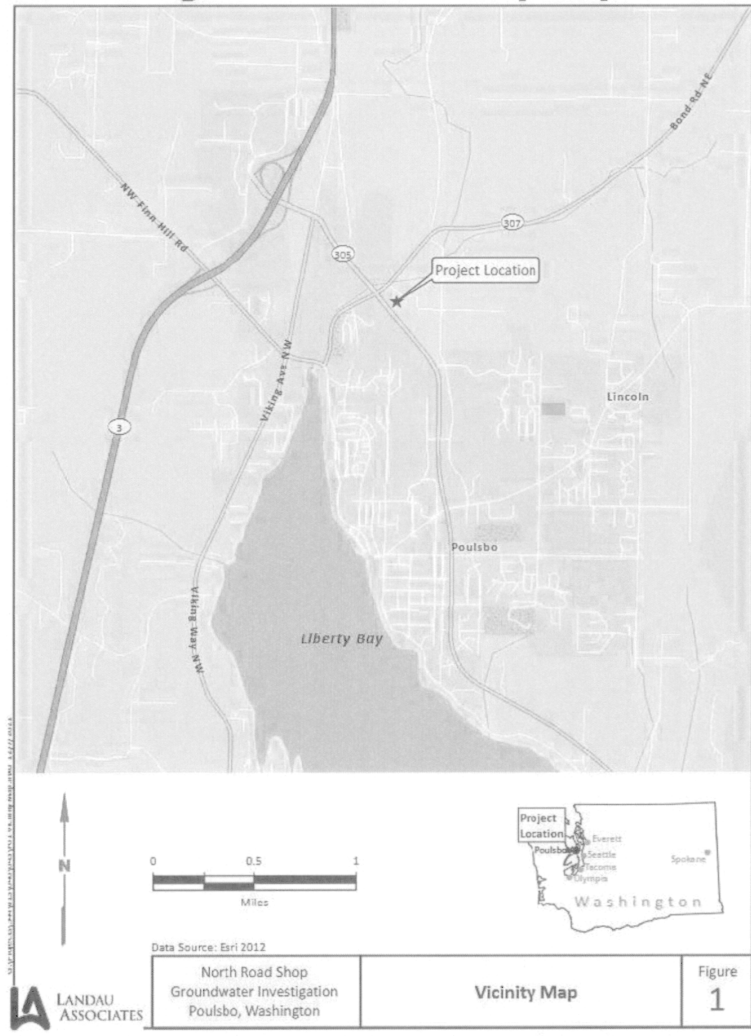 Bond Rd NE
NW Finn Hill Rd
307
305
Project Location
Viking Ave NW
Lincoln
3
Poulsbo
Viking Way NW
Liberty Bay
N
0 0.5 1
Miles
Project
Location
Poulsbo
Everett
Seattle
Tacoma
Olympia
Spokane
Washington
Data Source: Esri 2012
LA LANDAU
ASSOCIATES
North Road Shop
Groundwater Investigation
Poulsbo, Washington
Vicinity Map
Figure
1